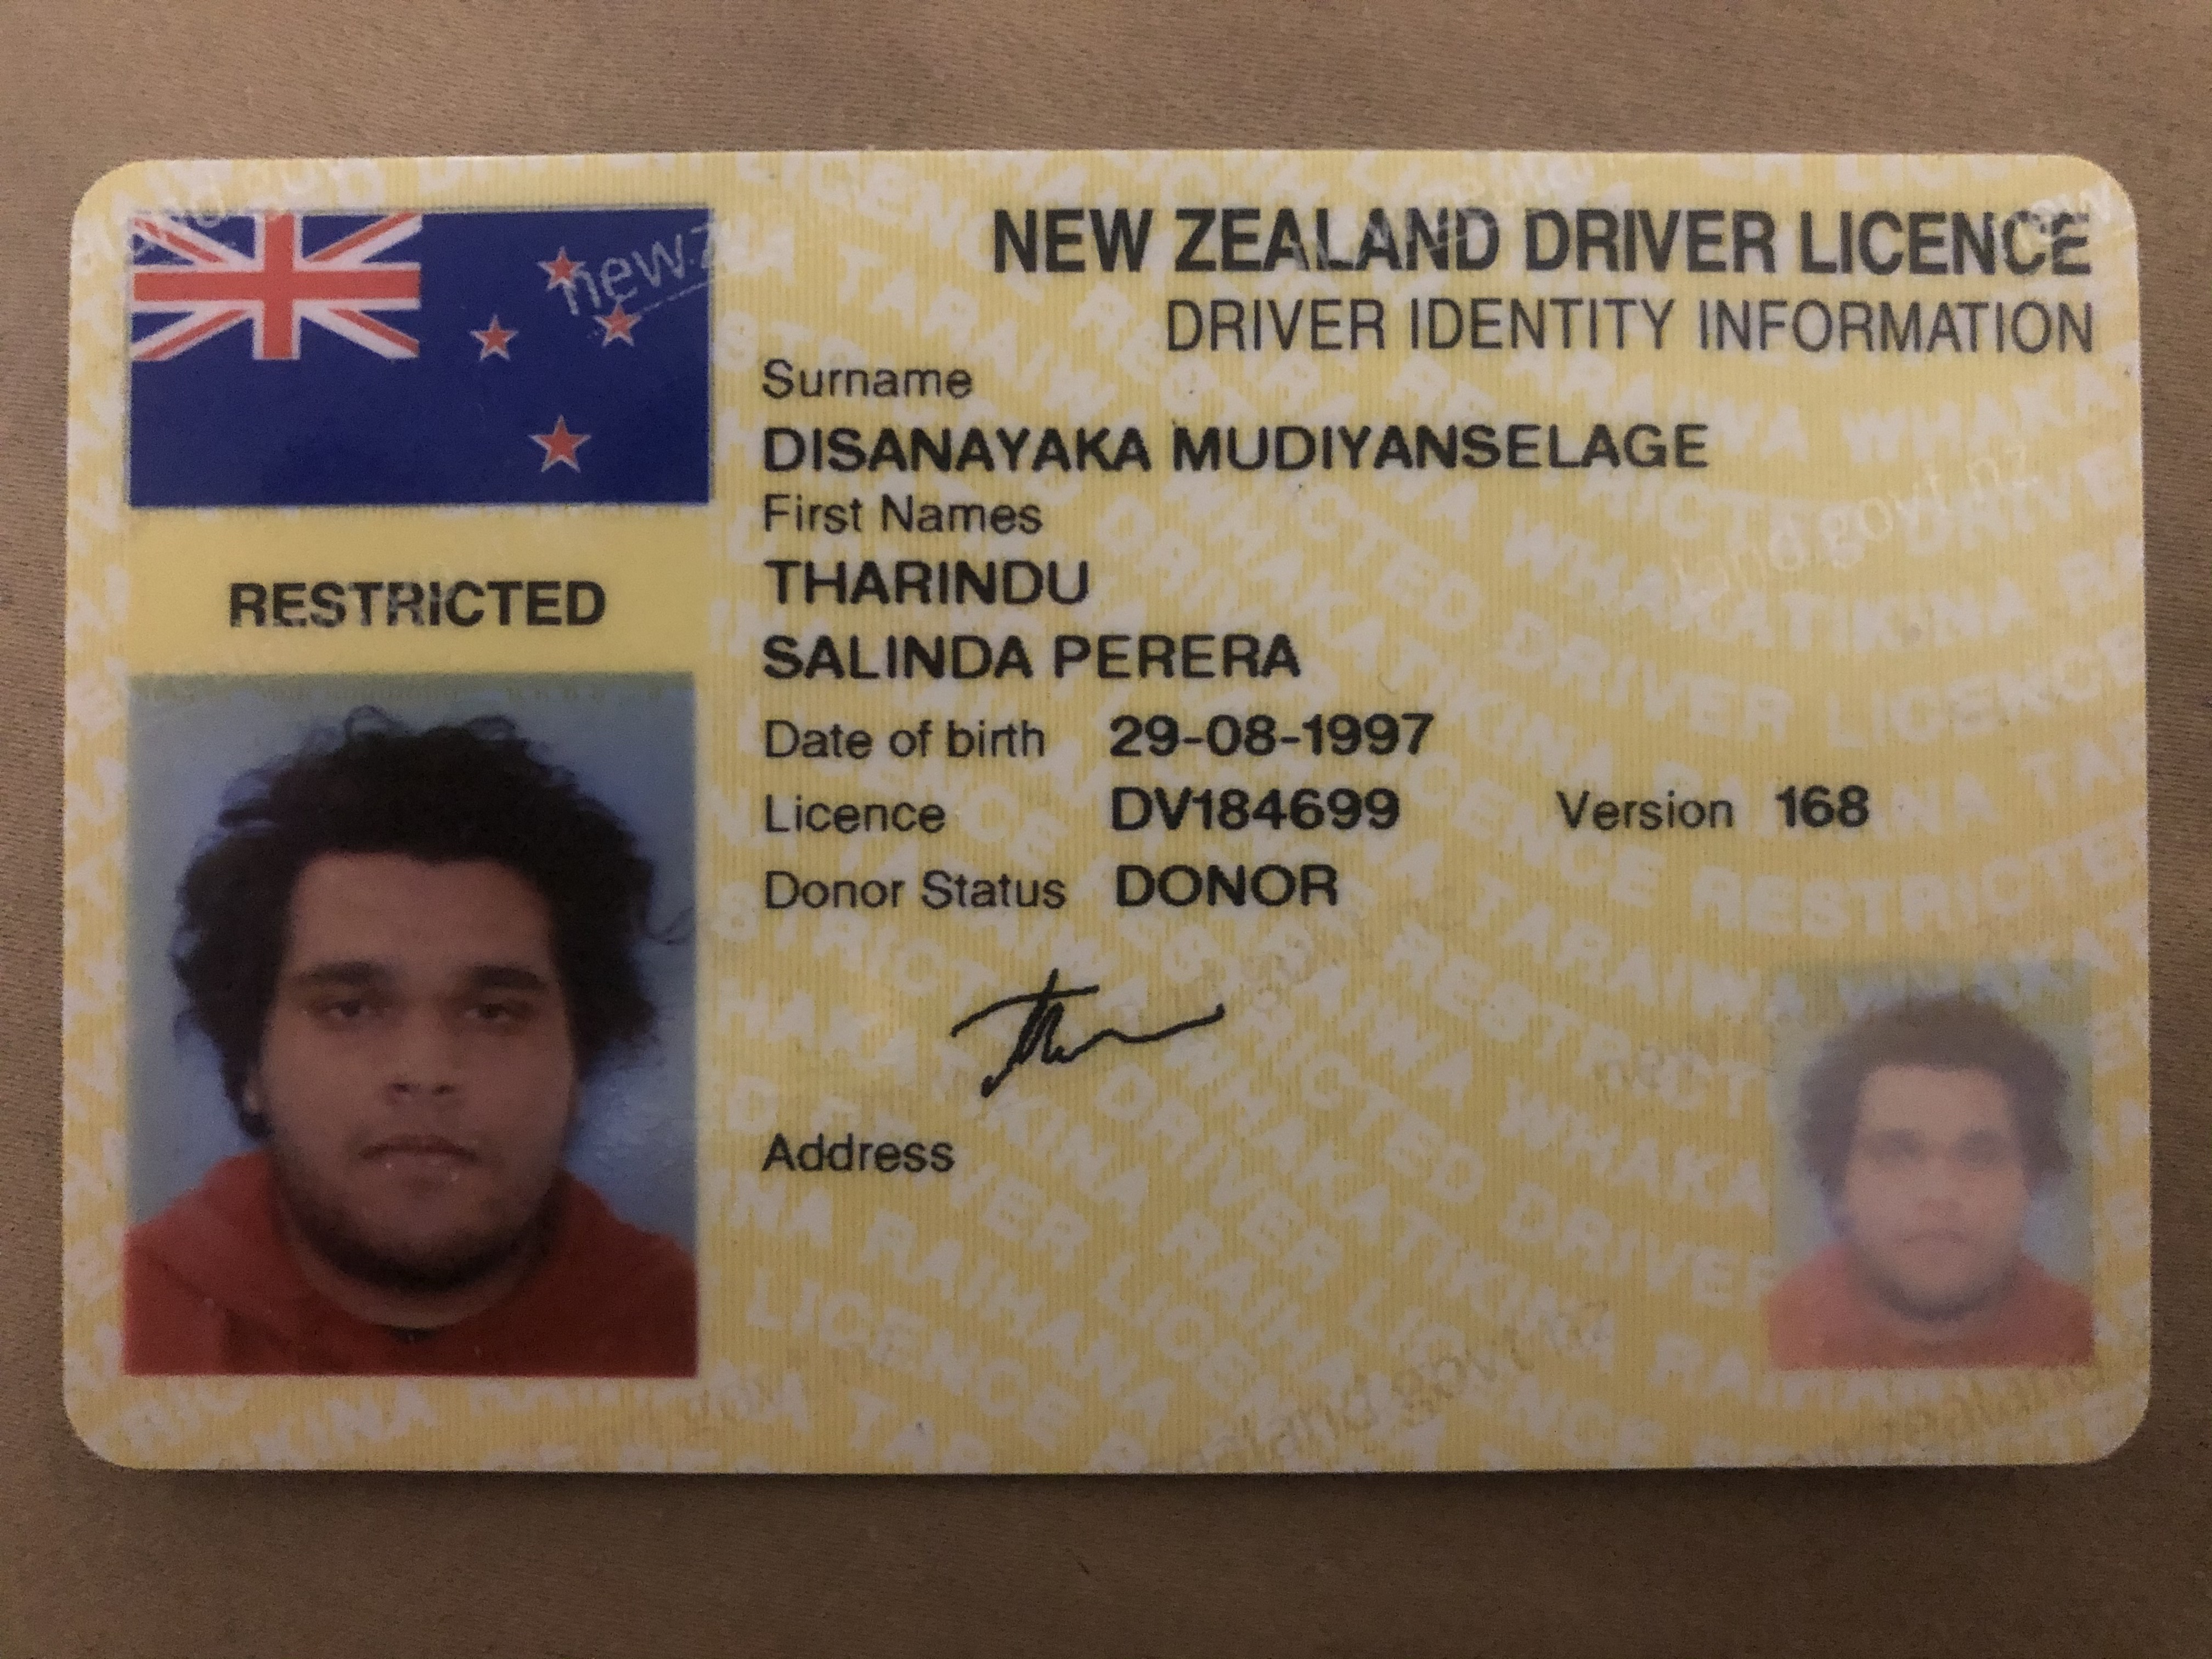 NEW ZEALAND DRIVER LICENCE
DRIVER IDENTITY INFORMATION
Surname
DISANAYAKA MUDIYANSELAGE
First Names
THARINDU
SALINDA PERERA
Date of birth 29-08-1997
Licence DV184699 Version 168
Donor Status DONOR
Address
RESTRICTED